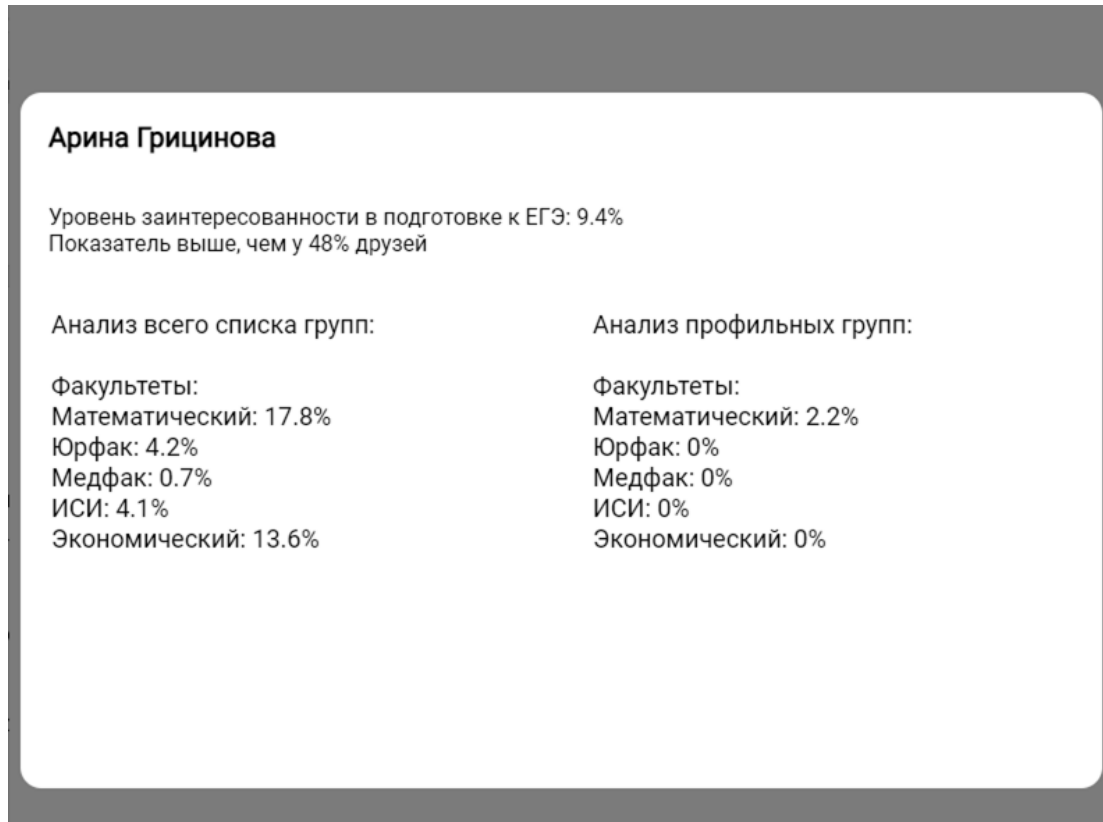 Арина Грицинова
Уровень заинтересованности в подготовке к ЕГЭ: 9.4%
Показатель выше, чем у 48% друзей
Анализ всего списка групп:
Факультеты:
Математический: 17.8%
Юрфак: 4.2%
Медфак: 0.7%
ИСИ: 4.1%
Экономический: 13.6%
Анализ профильных групп:
Факультеты:
Математический: 2.2%
Юрфак: 0%
Медфак: 0%
ИСИ: 0%
Экономический: 0%